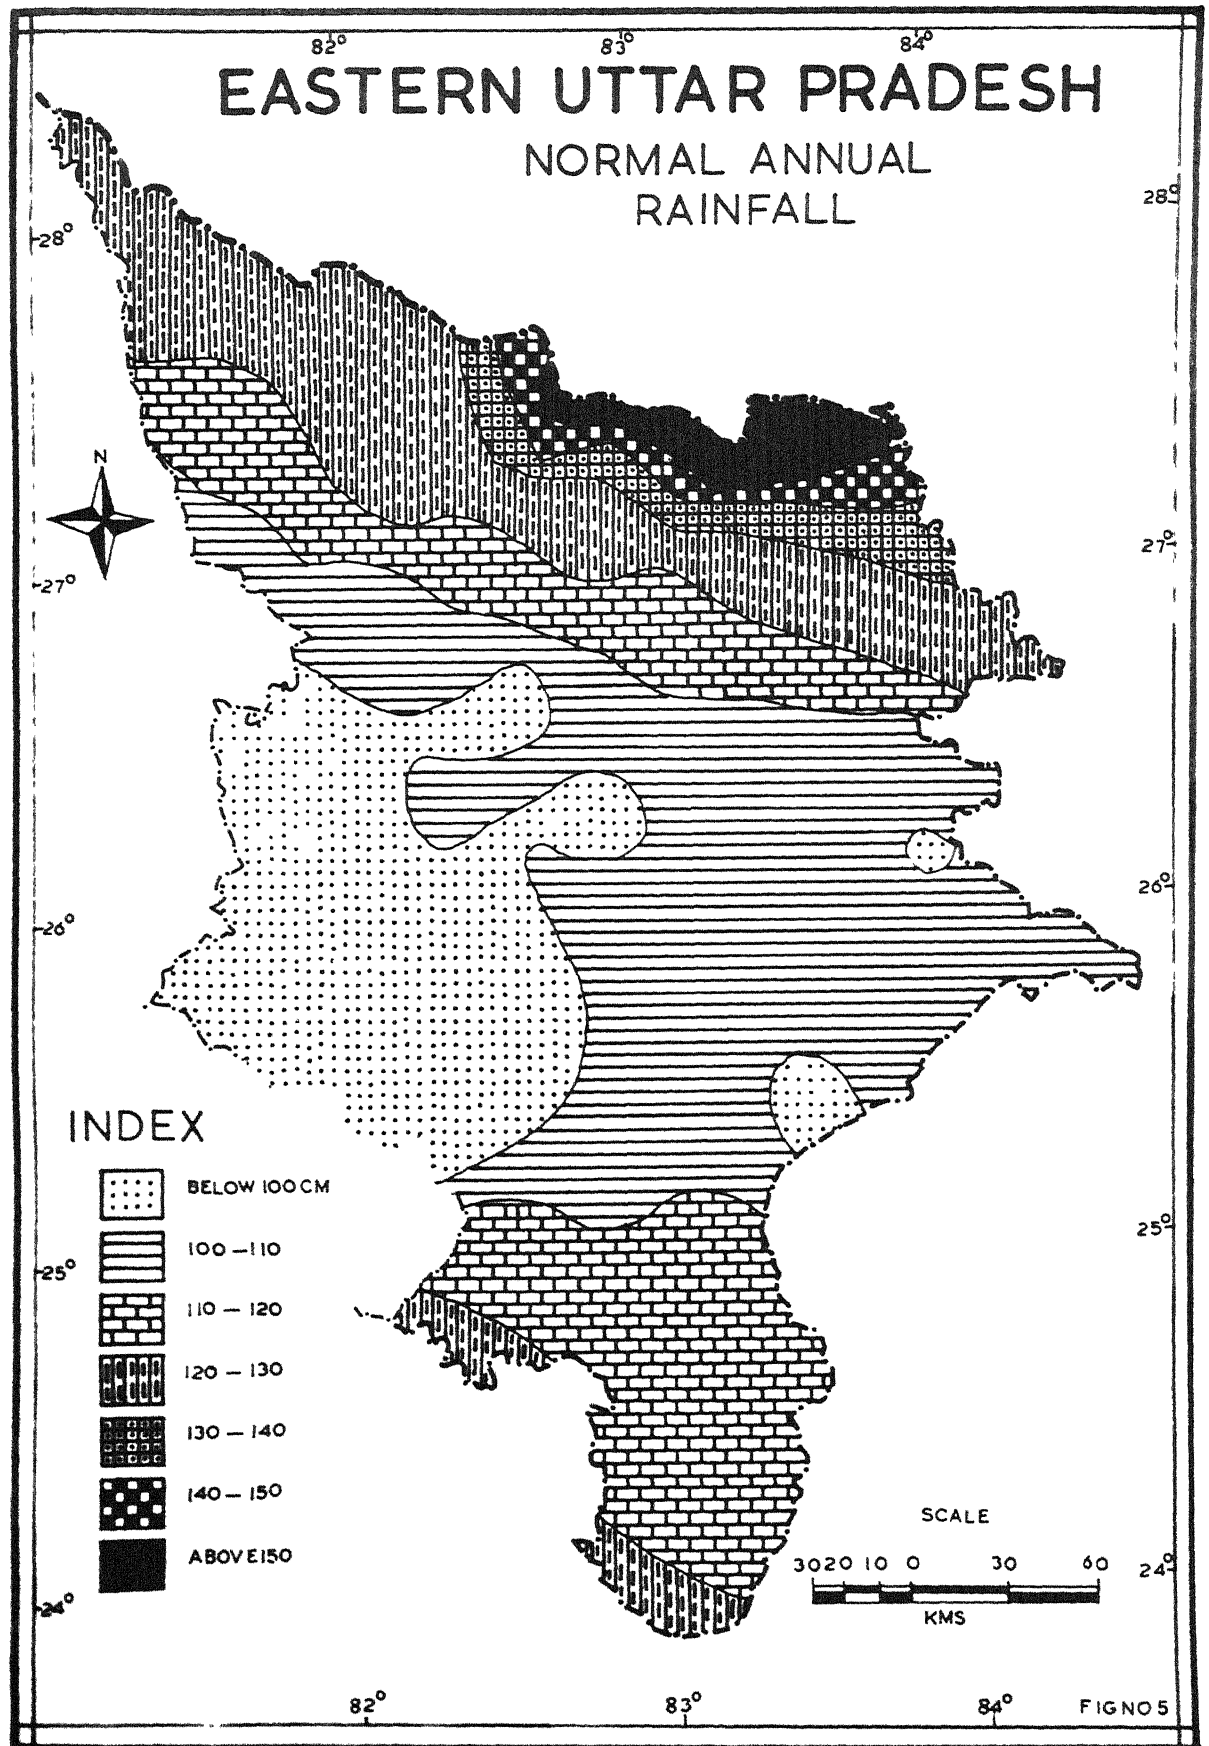 82° 83° 84°
EASTERN UTTAR PRADESH
NORMAL ANNUAL
RAINFALL
28°
28°
N
27°
27°
26°
26°
INDEX
BELOW 100 CM
100 – 110
25°
25°
110 – 120
120 – 130
130 – 140
140 – 150
SCALE
ABOVE 150
30 20 10 0 30 60
24°
KMS
24°
82° 83° 84°
FIG NO 5